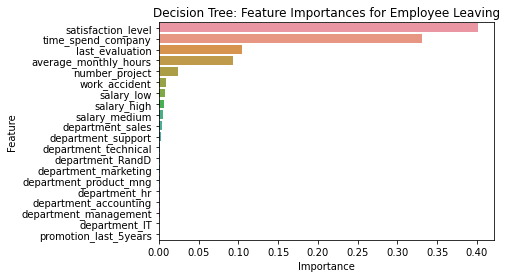 Decision Tree: Feature Importances for Employee Leaving
Feature
satisfaction_level
time_spend_company
last_evaluation
average_monthly_hours
number_project
work_accident
salary_low
salary_high
salary_medium
department_sales
department_support
department_technical
department_RandD
department_marketing
department_product_mng
department_hr
department_accounting
department_management
department_IT
promotion_last_5years
0.00 0.05 0.10 0.15 0.20 0.25 0.30 0.35 0.40
Importance